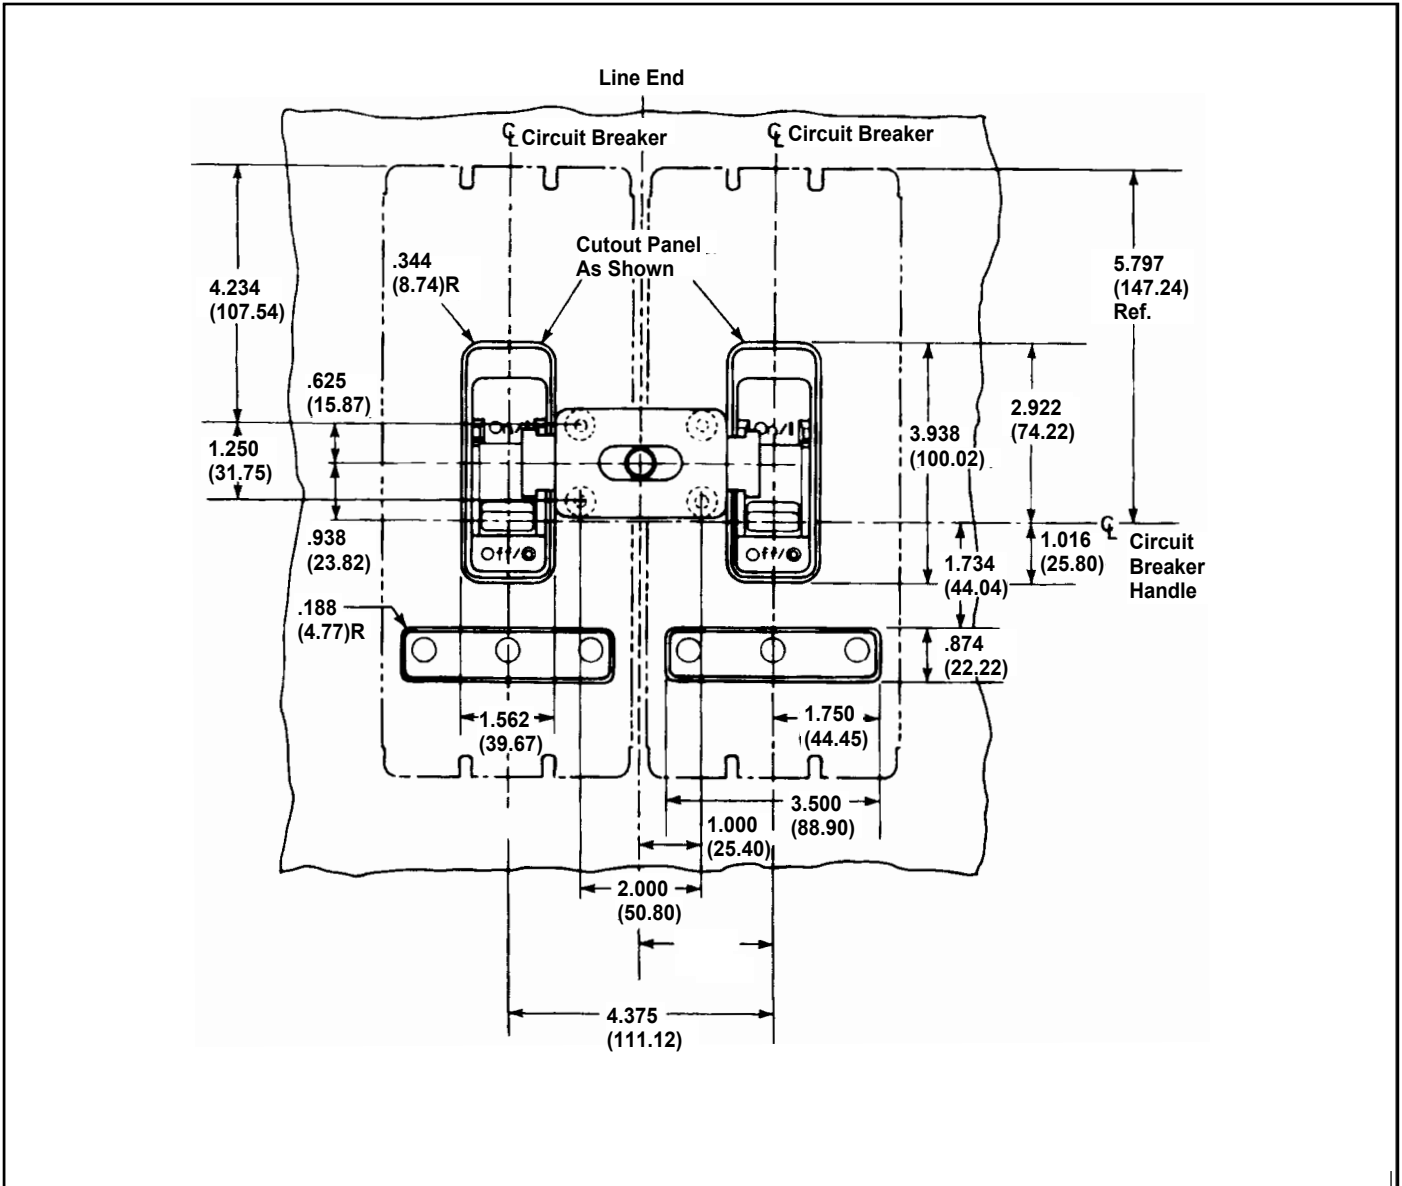 Line End
℄ Circuit Breaker
℄ Circuit Breaker
Cutout Panel
As Shown
.344
(8.74)R
4.234
(107.54)
5.797
(147.24)
Ref.
.625
(15.87)
1.250
(31.75)
2.922
(74.22)
3.938
(100.02)
On/I
On/I
.938
(23.82)
Off/O
Off/O
1.016
(25.80)
1.734
(44.04)
℄ Circuit
Breaker
Handle
.188
(4.77)R
.874
(22.22)
1.562
(39.67)
1.750
(44.45)
3.500
(88.90)
1.000
(25.40)
2.000
(50.80)
4.375
(111.12)